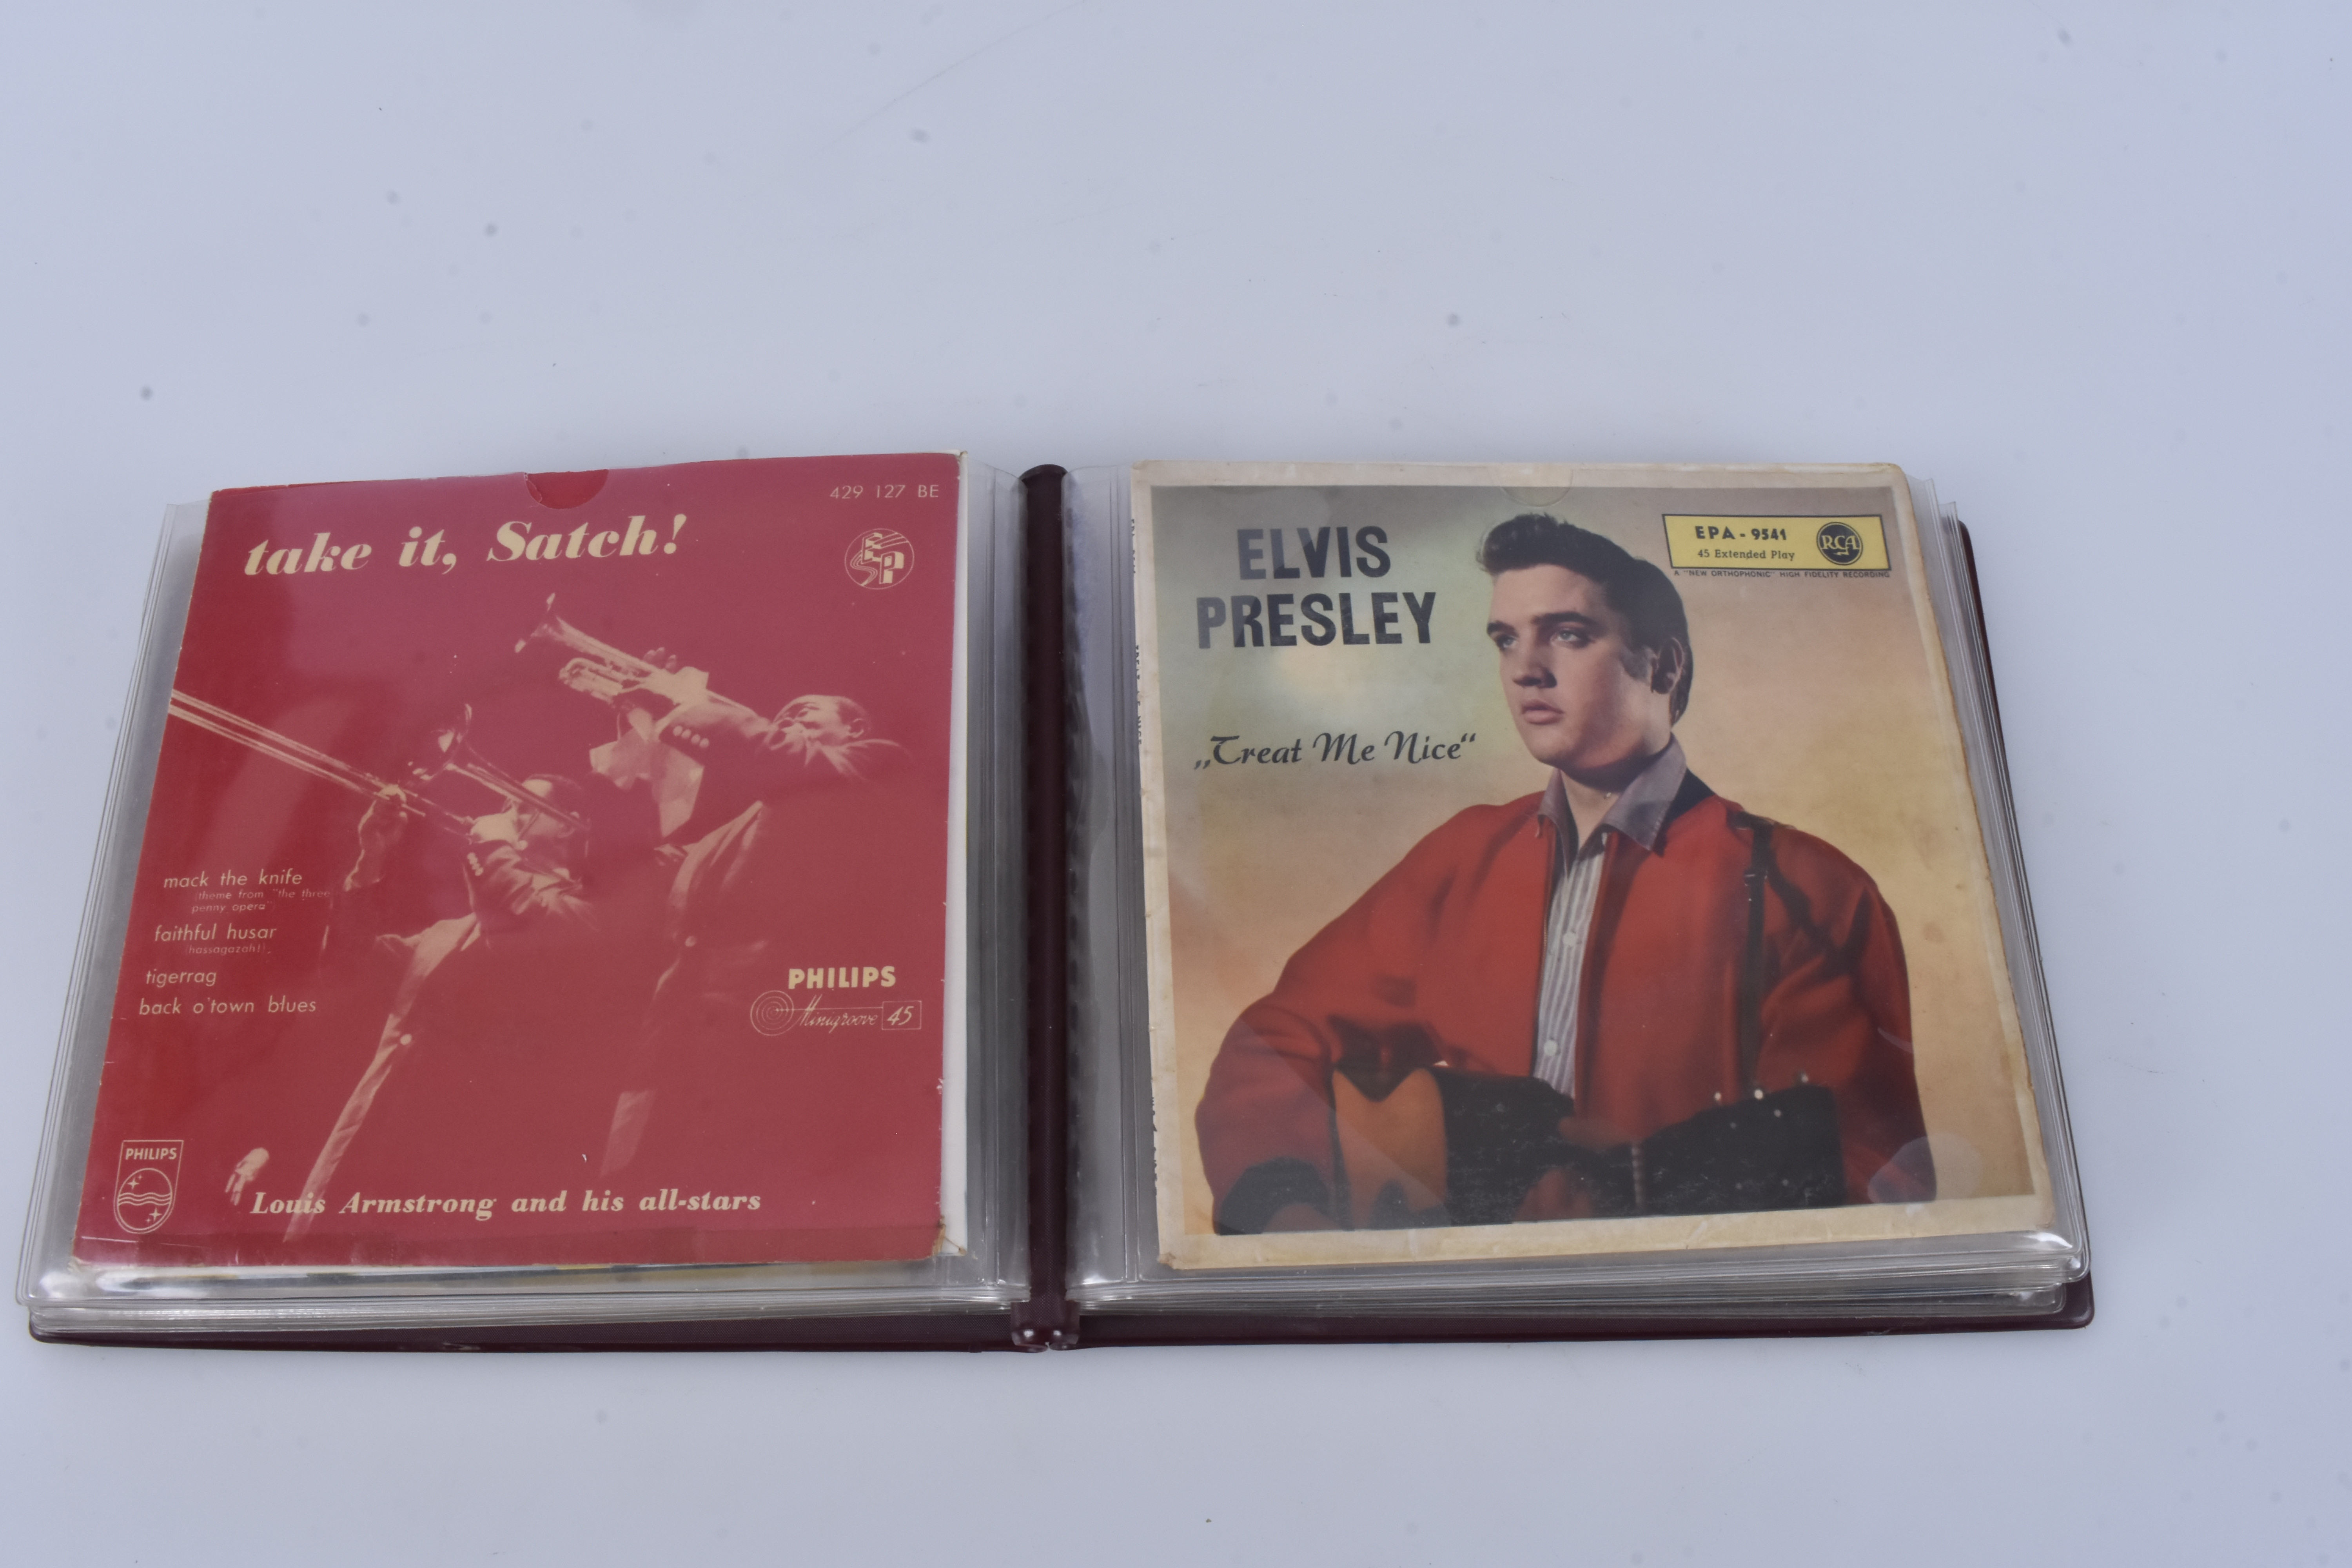 429 127 BE
take it, Satch!
EP
mack the knife
(theme from "the three
penny opera")
faithful husar
(hassagazah!)
tigerrag
back o'town blues
PHILIPS
Minigroove 45
PHILIPS
Louis Armstrong and his all-stars
ELVIS
PRESLEY
„Treat Me Nice“
EPA - 9541
45 Extended Play
RCA
A "NEW ORTHOPHONIC" HIGH FIDELITY RECORDING